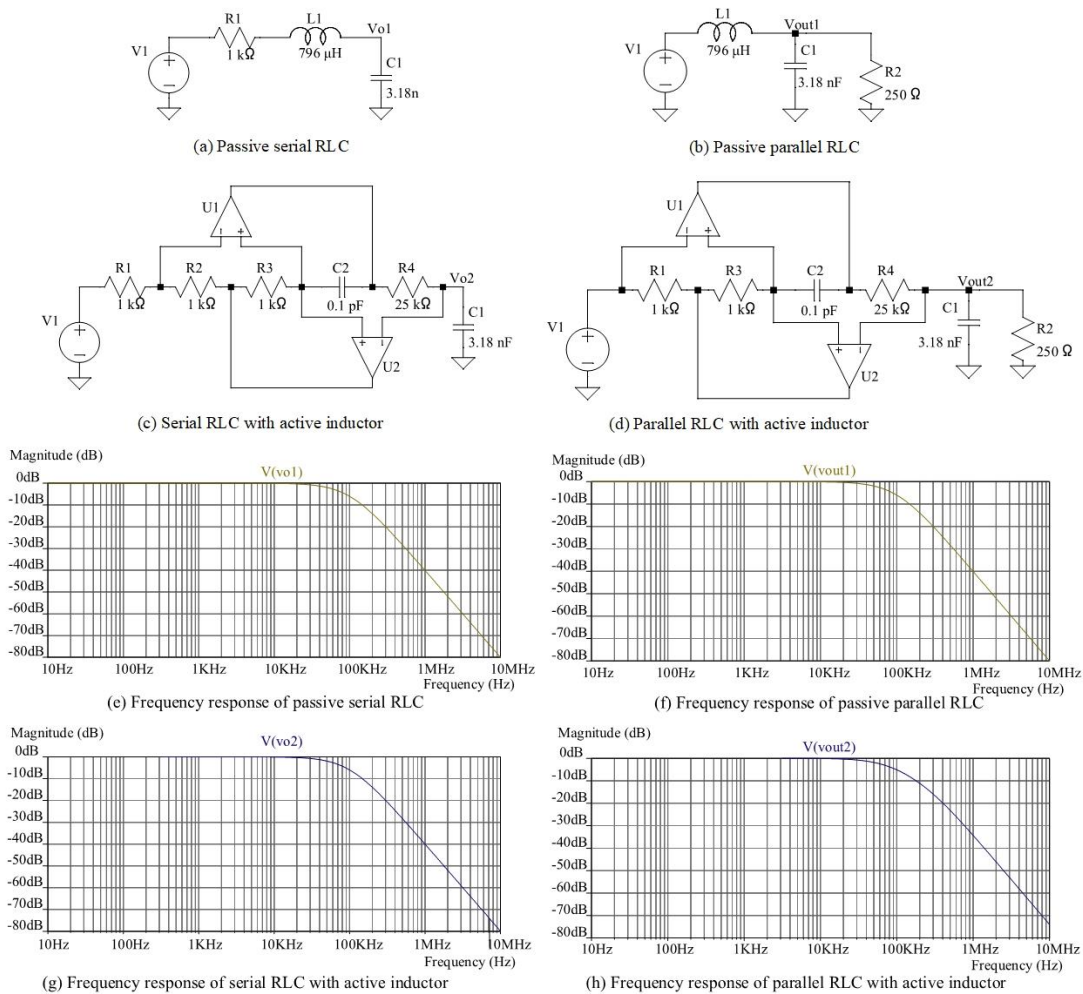 R1
L1
Vo1
V1
1 kΩ
796 μH
C1
3.18n
(a) Passive serial RLC
L1
Vout1
V1
796 μH
C1
3.18 nF
R2
250 Ω
(b) Passive parallel RLC
U1
R1
R2
R3
C2
R4
Vo2
1 kΩ
1 kΩ
1 kΩ
0.1 pF
25 kΩ
C1
V1
3.18 nF
U2
(c) Serial RLC with active inductor
U1
R1
R3
C2
R4
Vout2
1 kΩ
1 kΩ
0.1 pF
25 kΩ
C1
V1
3.18 nF
R2
250 Ω
U2
(d) Parallel RLC with active inductor
Magnitude (dB)
V(vo1)
0dB
-10dB
-20dB
-30dB
-40dB
-50dB
-60dB
-70dB
-80dB
10Hz 100Hz 1KHz 10KHz 100KHz 1MHz 10MHz
Frequency (Hz)
(e) Frequency response of passive serial RLC
Magnitude (dB)
V(vout1)
0dB
-10dB
-20dB
-30dB
-40dB
-50dB
-60dB
-70dB
-80dB
10Hz 100Hz 1KHz 10KHz 100KHz 1MHz 10MHz
Frequency (Hz)
(f) Frequency response of passive parallel RLC
Magnitude (dB)
V(vo2)
0dB
-10dB
-20dB
-30dB
-40dB
-50dB
-60dB
-70dB
-80dB
10Hz 100Hz 1KHz 10KHz 100KHz 1MHz 10MHz
Frequency (Hz)
(g) Frequency response of serial RLC with active inductor
Magnitude (dB)
V(vout2)
0dB
-10dB
-20dB
-30dB
-40dB
-50dB
-60dB
-70dB
-80dB
10Hz 100Hz 1KHz 10KHz 100KHz 1MHz 10MHz
Frequency (Hz)
(h) Frequency response of parallel RLC with active inductor